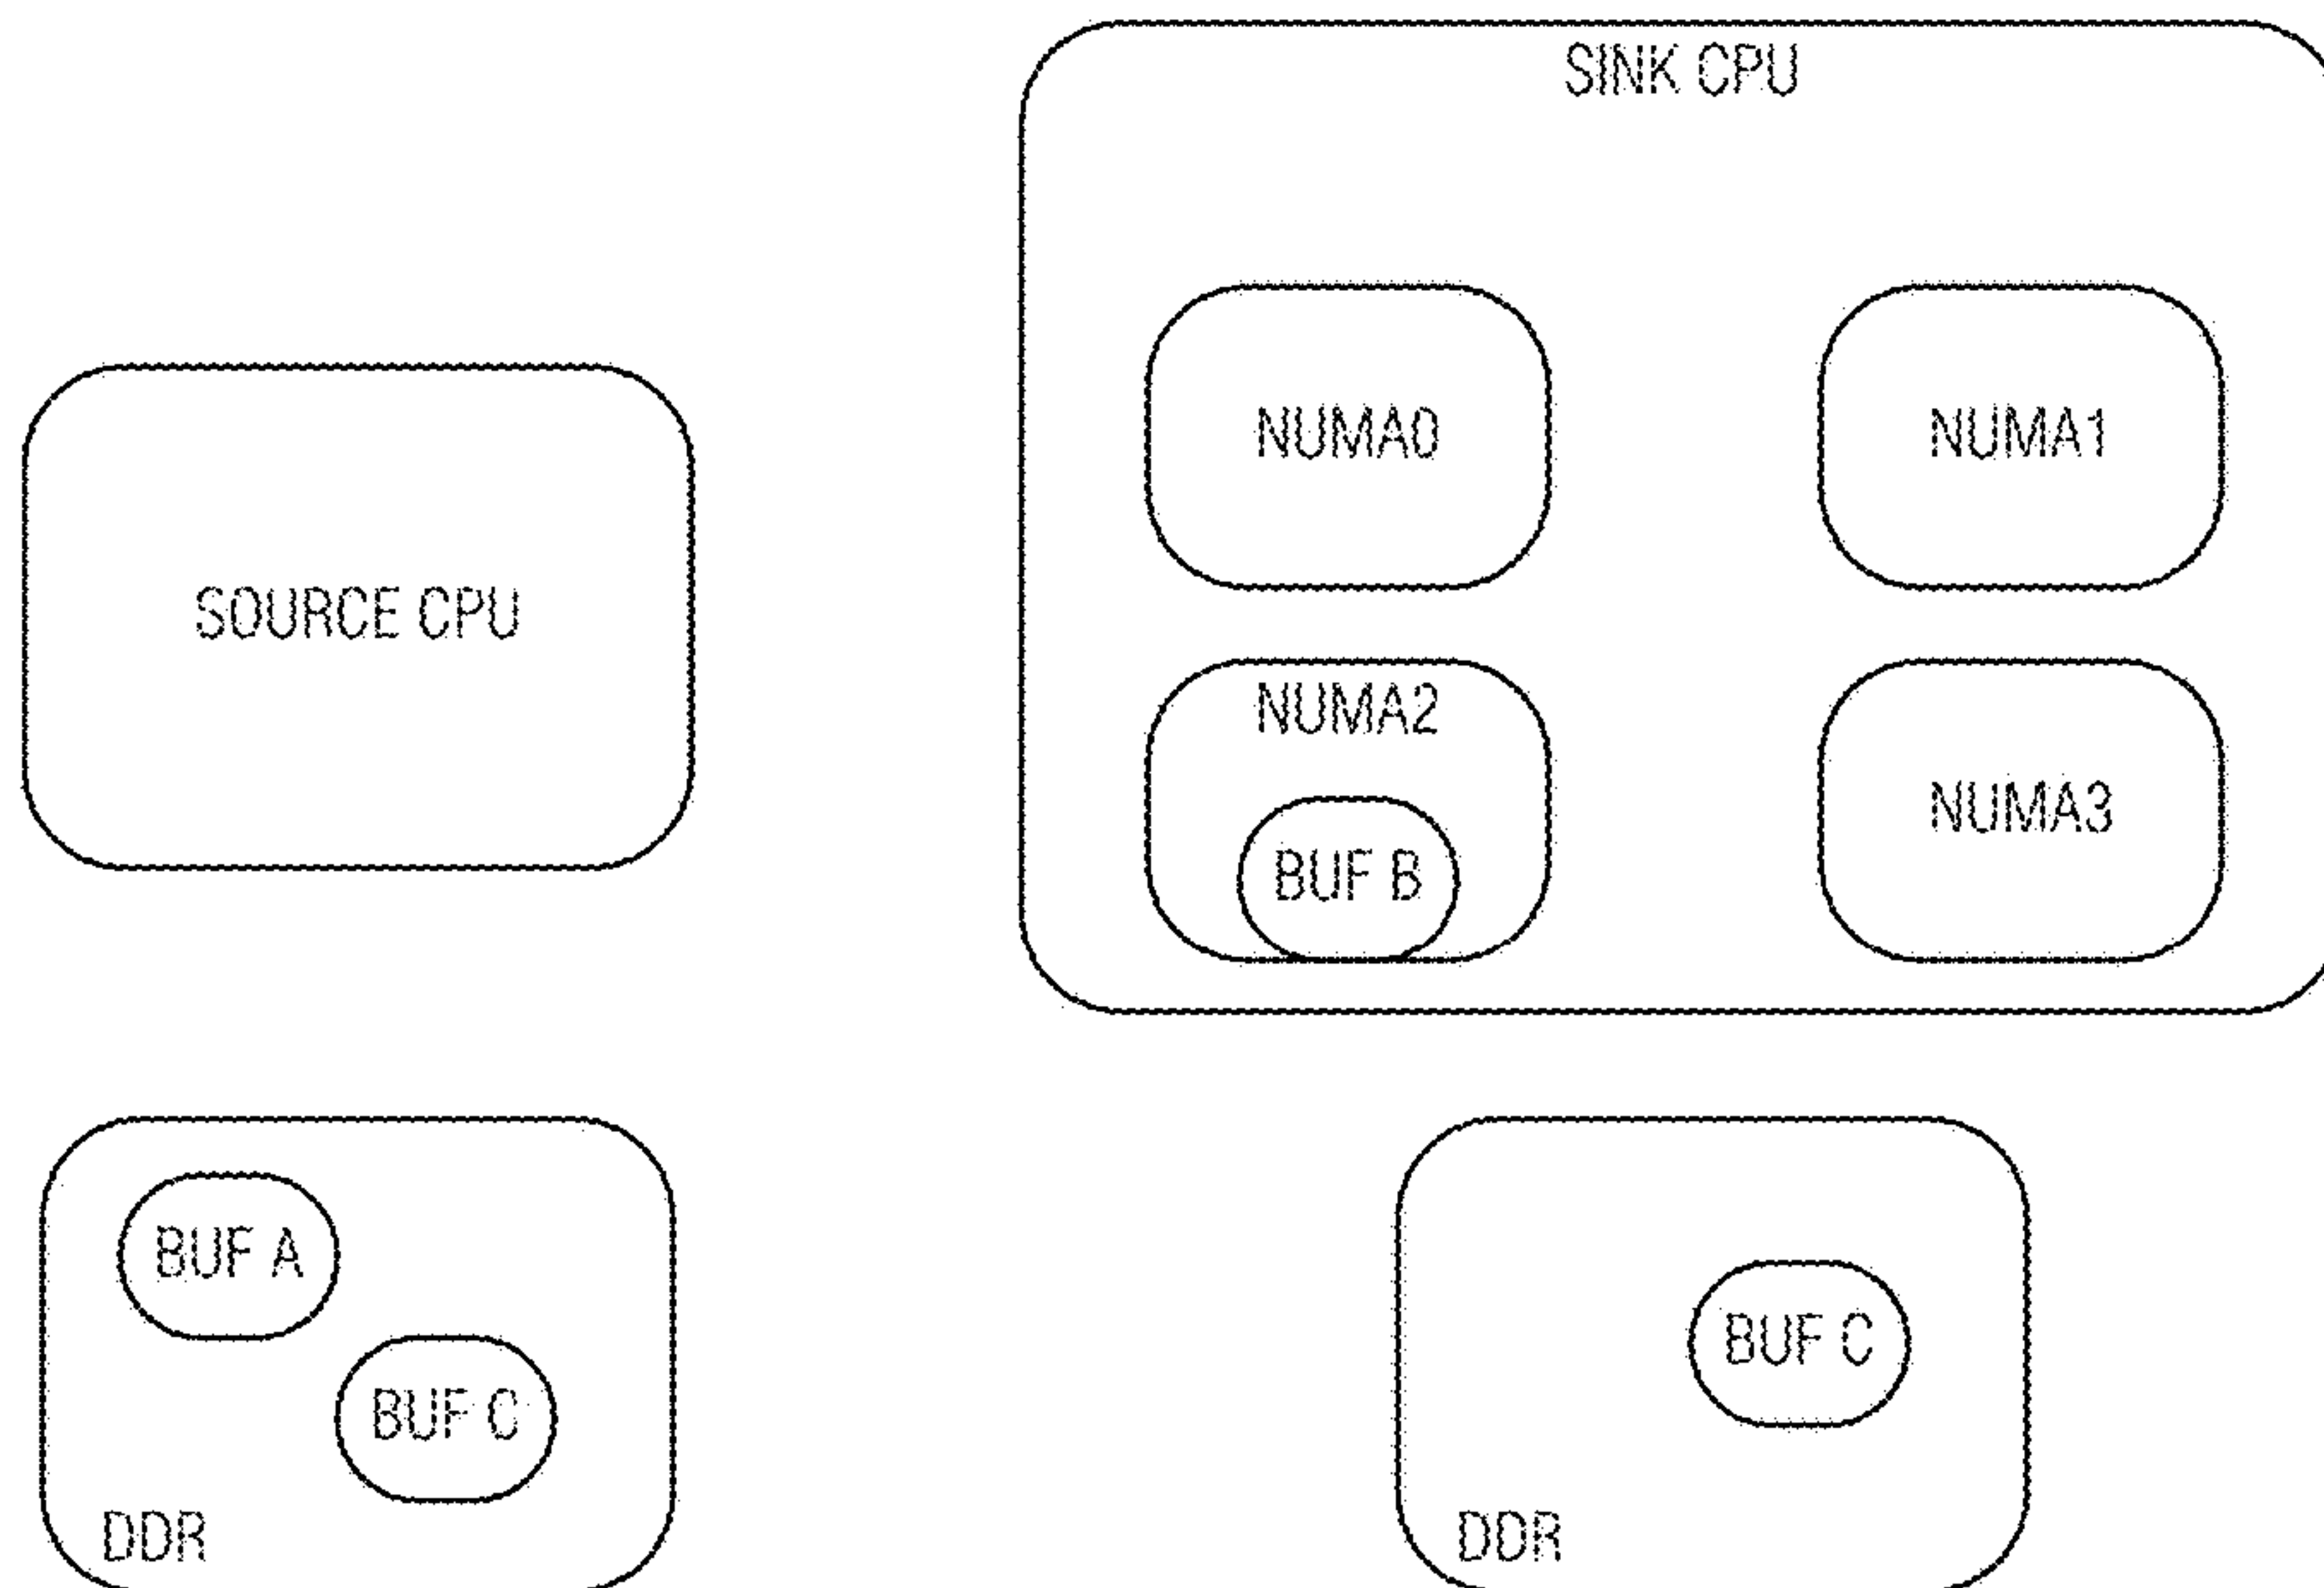 SINK CPU
NUMA0
NUMA1
SOURCE CPU
NUMA2
NUMA3
BUF B
BUF A
BUF C
DDR
BUF C
DDR